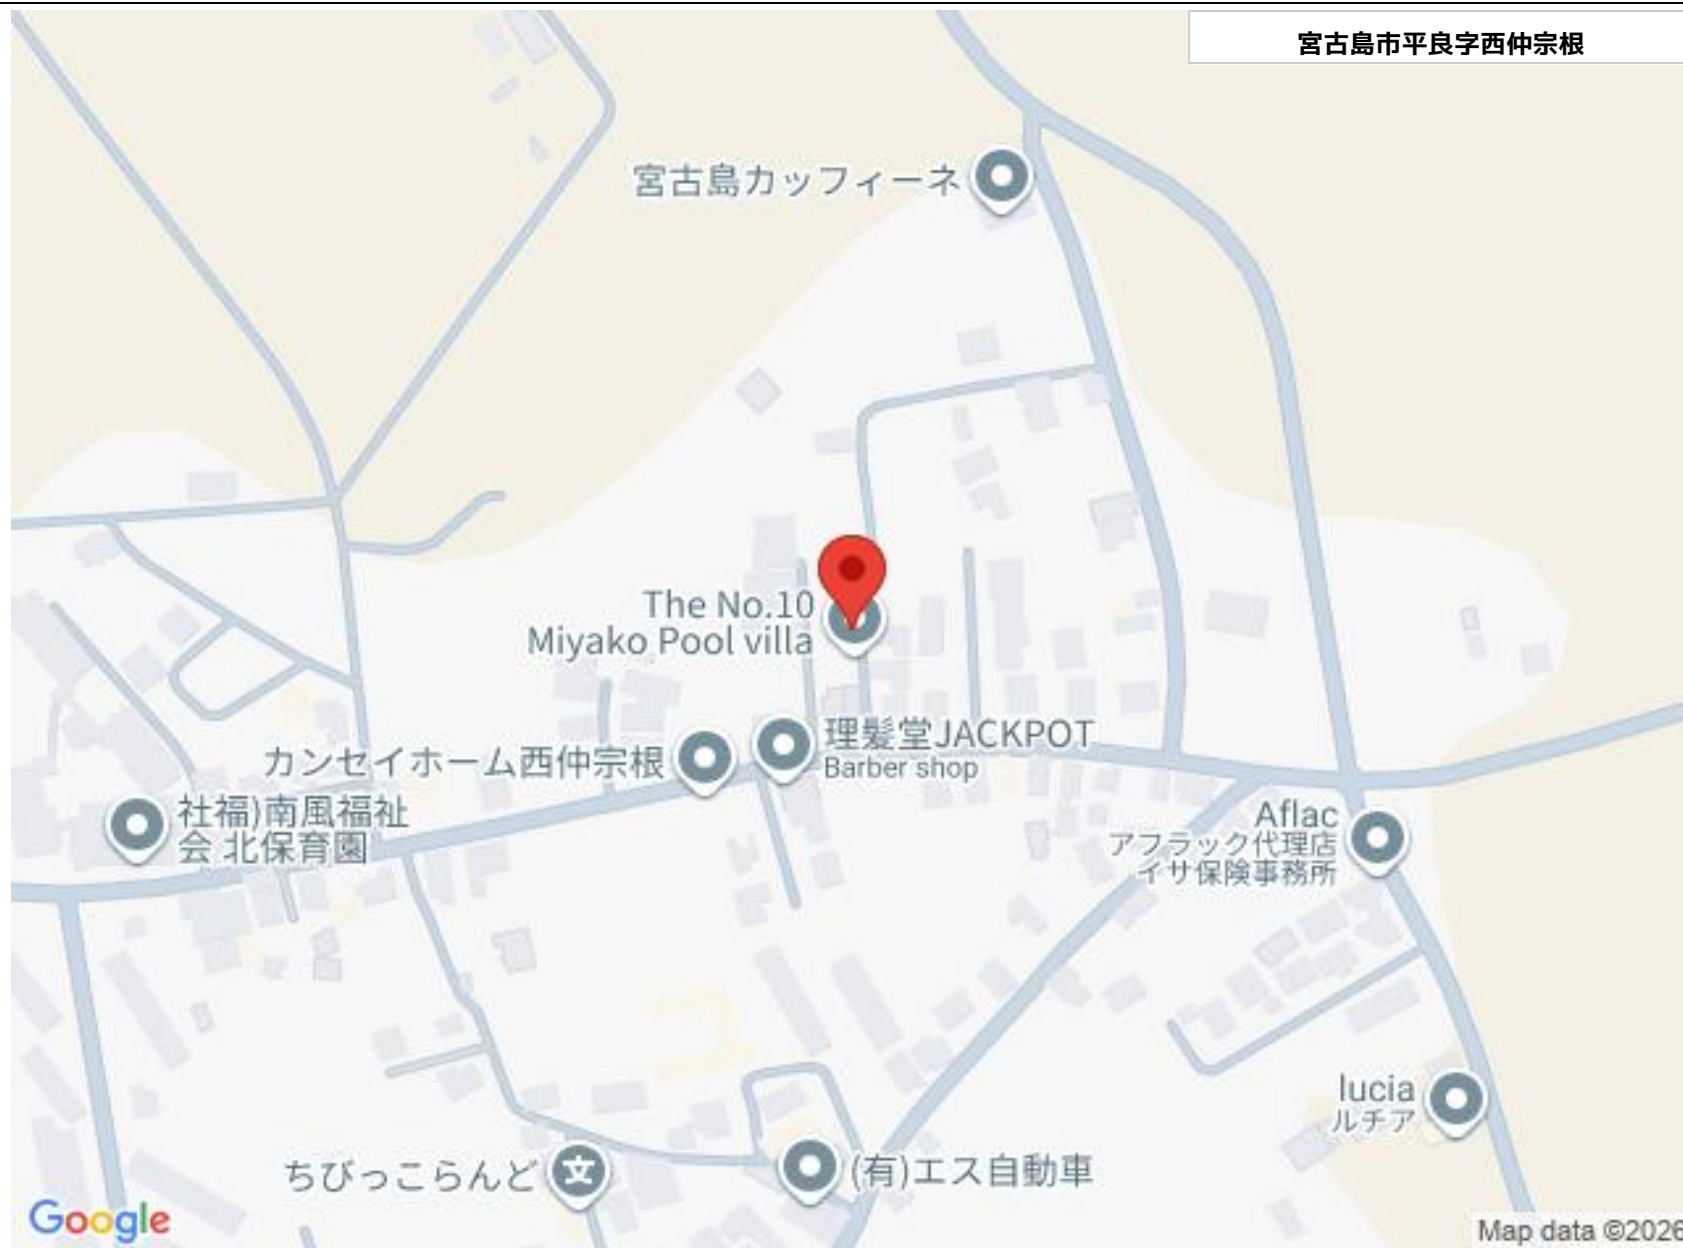 宮古島市平良字西仲宗根
宮古島カッフィーネ
The No.10
Miyako Pool villa
理髪堂JACKPOT
Barber shop
カンセイホーム西仲宗根
社福)南風福祉
会 北保育園
Aflac
アフラック代理店
イサ保険事務所
lucia
ルチア
ちびっこらんど
文
(有)エス自動車
Google
Map data ©2026